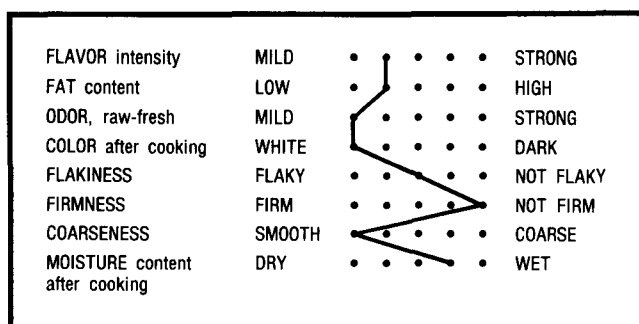 FLAVOR intensity MILD STRONG
FAT content LOW HIGH
ODOR, raw-fresh MILD STRONG
COLOR after cooking WHITE DARK
FLAKINESS FLAKY NOT FLAKY
FIRMNESS FIRM NOT FIRM
COARSENESS SMOOTH COARSE
MOISTURE content DRY WET
after cooking